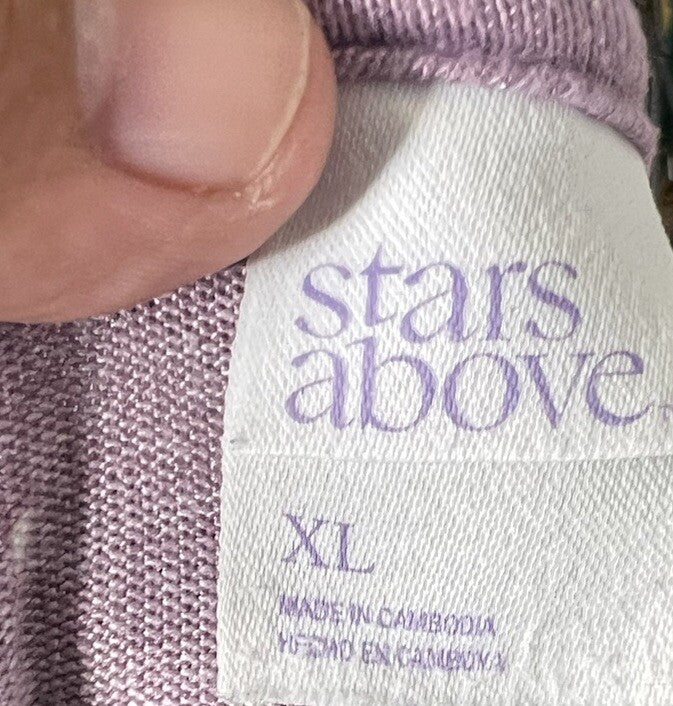 stars
above
XL
MADE IN CAMBODIA
HECHO EN CAMBOYA